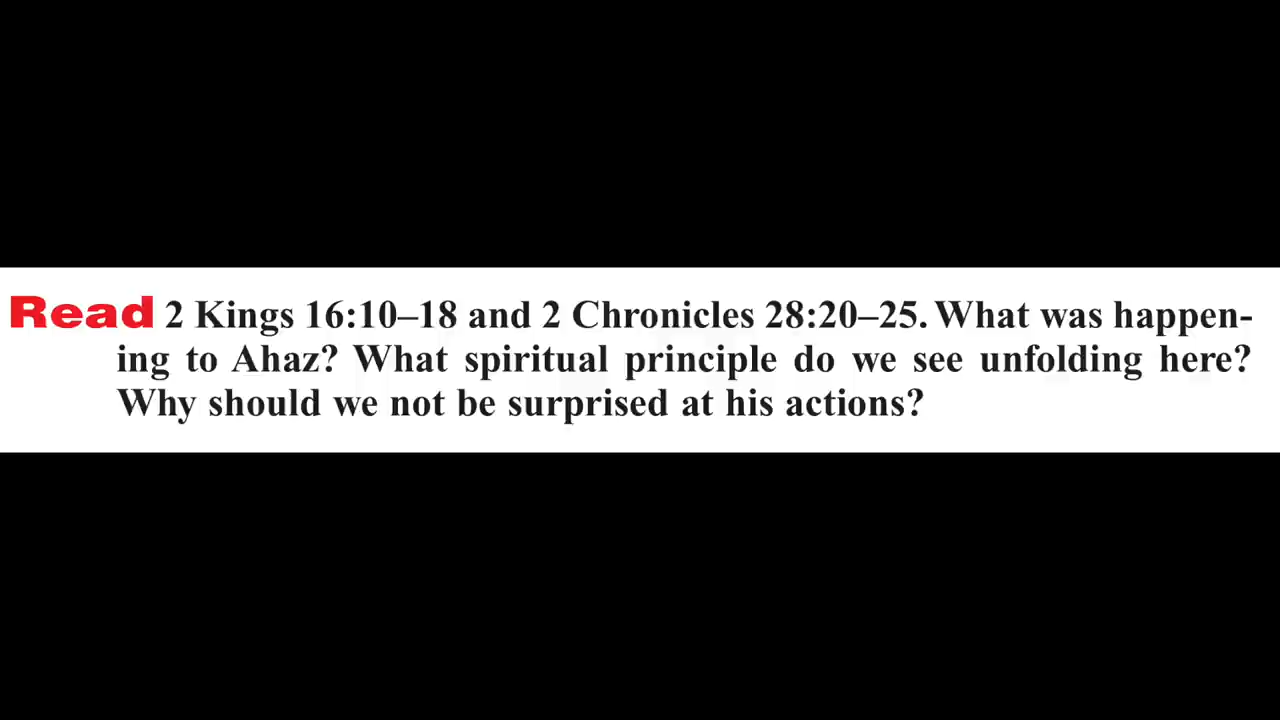 Read 2 Kings 16:10–18 and 2 Chronicles 28:20–25. What was happen-
ing to Ahaz? What spiritual principle do we see unfolding here?
Why should we not be surprised at his actions?